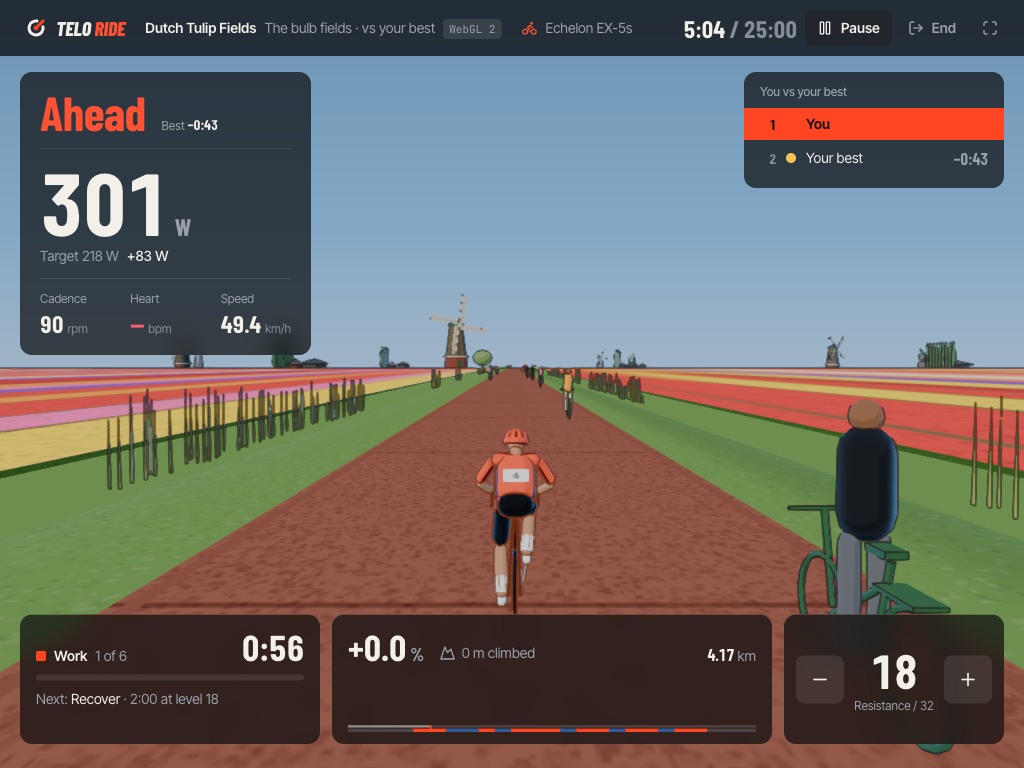 TELO RIDE Dutch Tulip Fields The bulb fields · vs your best WebGL 2 Echelon EX-5s 5:04 / 25:00 Pause End
Ahead Best −0:43
301 W
Target 218 W +83 W
Cadence Heart Speed
90 rpm — bpm 49.4 km/h
You vs your best
1 You
2 Your best −0:43
4
Work 1 of 6 0:56
Next: Recover · 2:00 at level 18
+0.0 % 0 m climbed 4.17 km
− 18 +
Resistance / 32